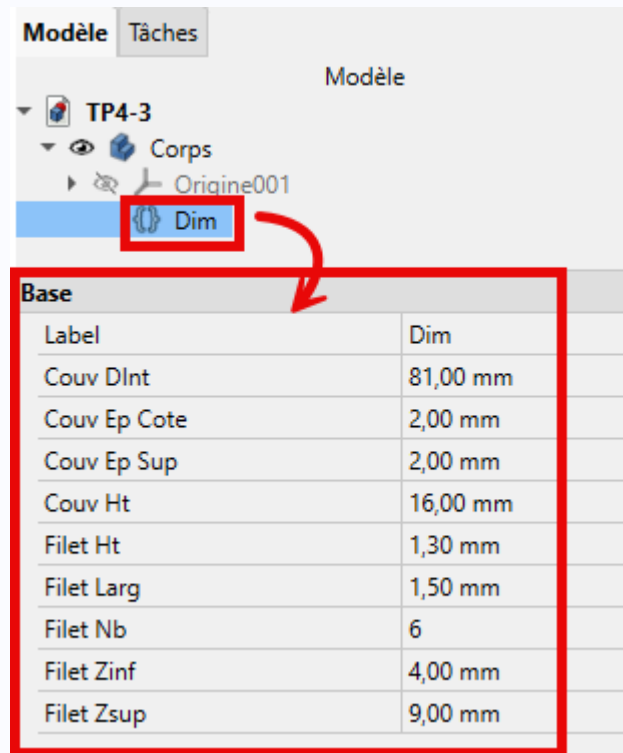 Modèle Tâches
Modèle
TP4-3
Corps
Origine001
Dim
Base
Label Dim
Couv DInt 81,00 mm
Couv Ep Cote 2,00 mm
Couv Ep Sup 2,00 mm
Couv Ht 16,00 mm
Filet Ht 1,30 mm
Filet Larg 1,50 mm
Filet Nb 6
Filet Zinf 4,00 mm
Filet Zsup 9,00 mm